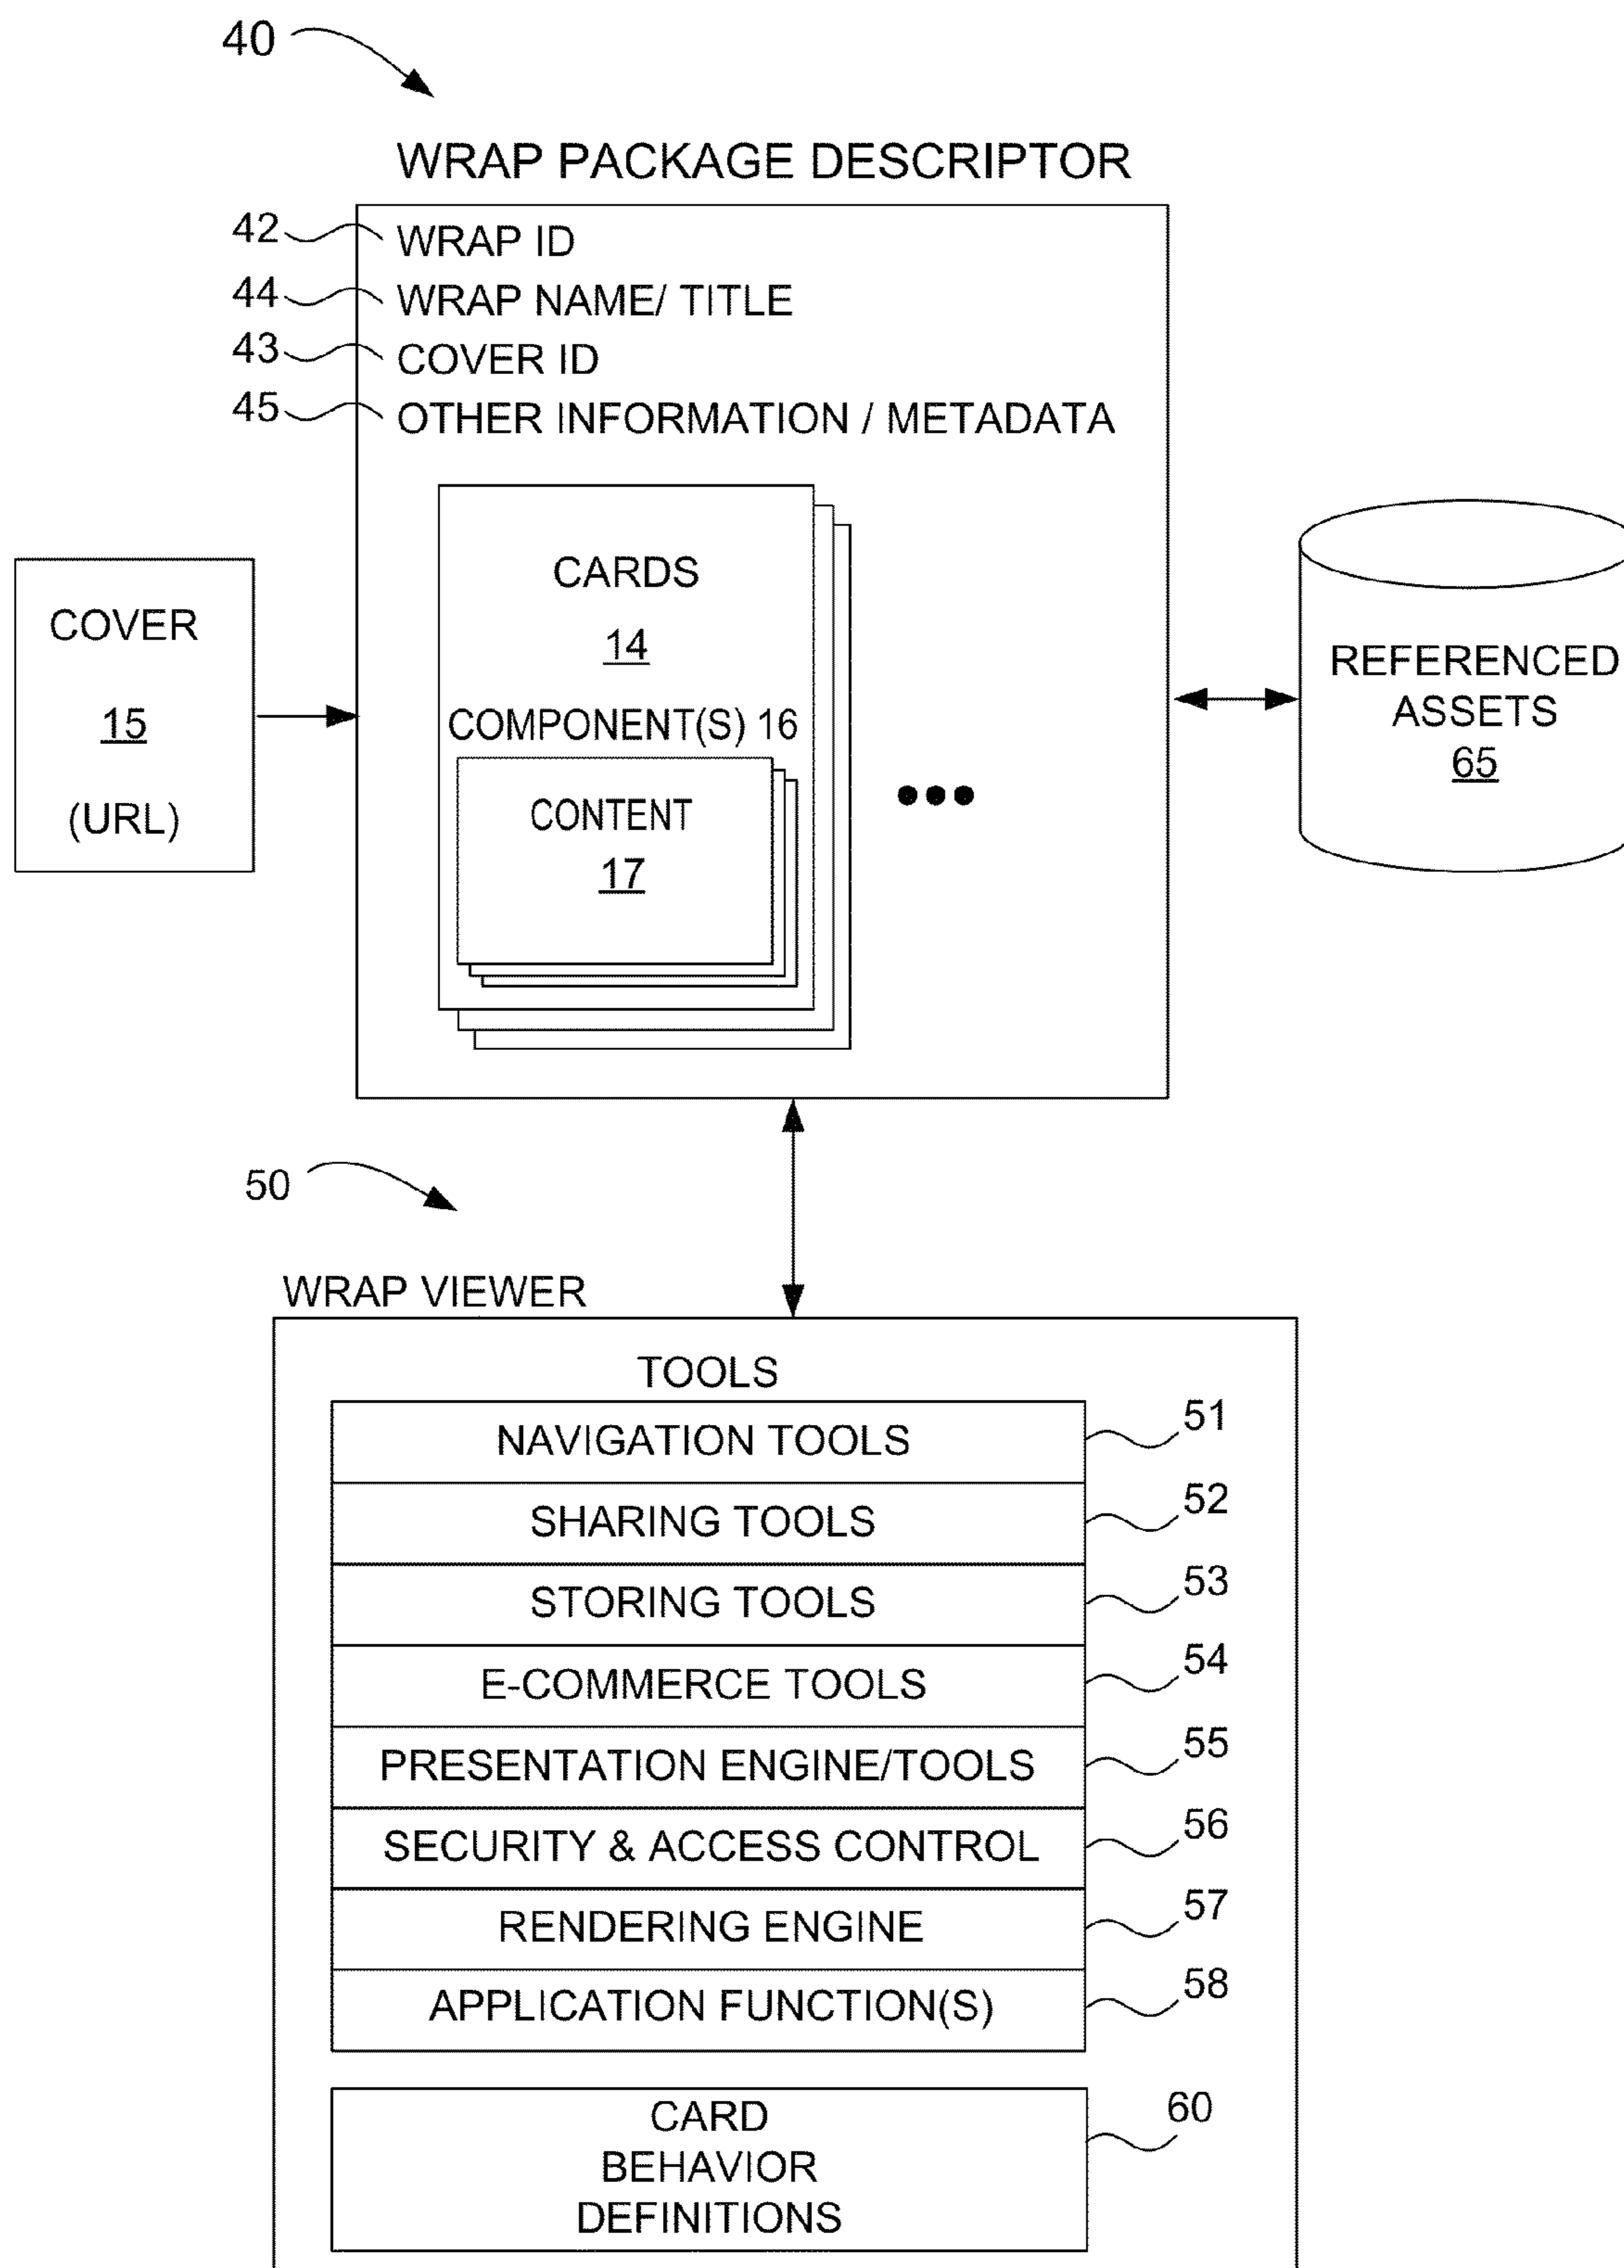 40
WRAP PACKAGE DESCRIPTOR
42 WRAP ID
44 WRAP NAME/ TITLE
43 COVER ID
45 OTHER INFORMATION / METADATA
COVER
15
(URL)
CARDS
14
COMPONENT(S) 16
CONTENT
17
REFERENCED
ASSETS
65
50
WRAP VIEWER
TOOLS
NAVIGATION TOOLS 51
SHARING TOOLS 52
STORING TOOLS 53
E-COMMERCE TOOLS 54
PRESENTATION ENGINE/TOOLS 55
SECURITY & ACCESS CONTROL 56
RENDERING ENGINE 57
APPLICATION FUNCTION(S) 58
CARD 60
BEHAVIOR
DEFINITIONS